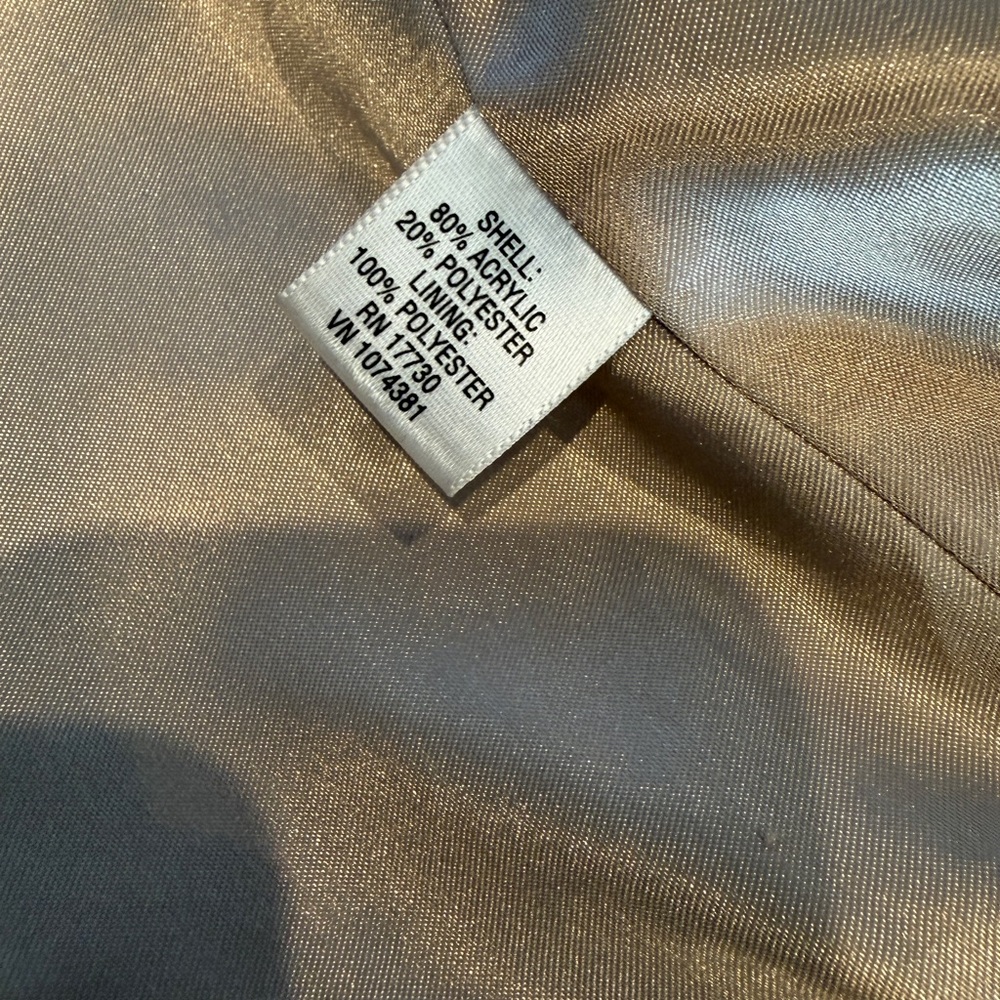 SHELL:
80% ACRYLIC
20% POLYESTER
LINING:
100% POLYESTER
RN 17730
VN 1074381